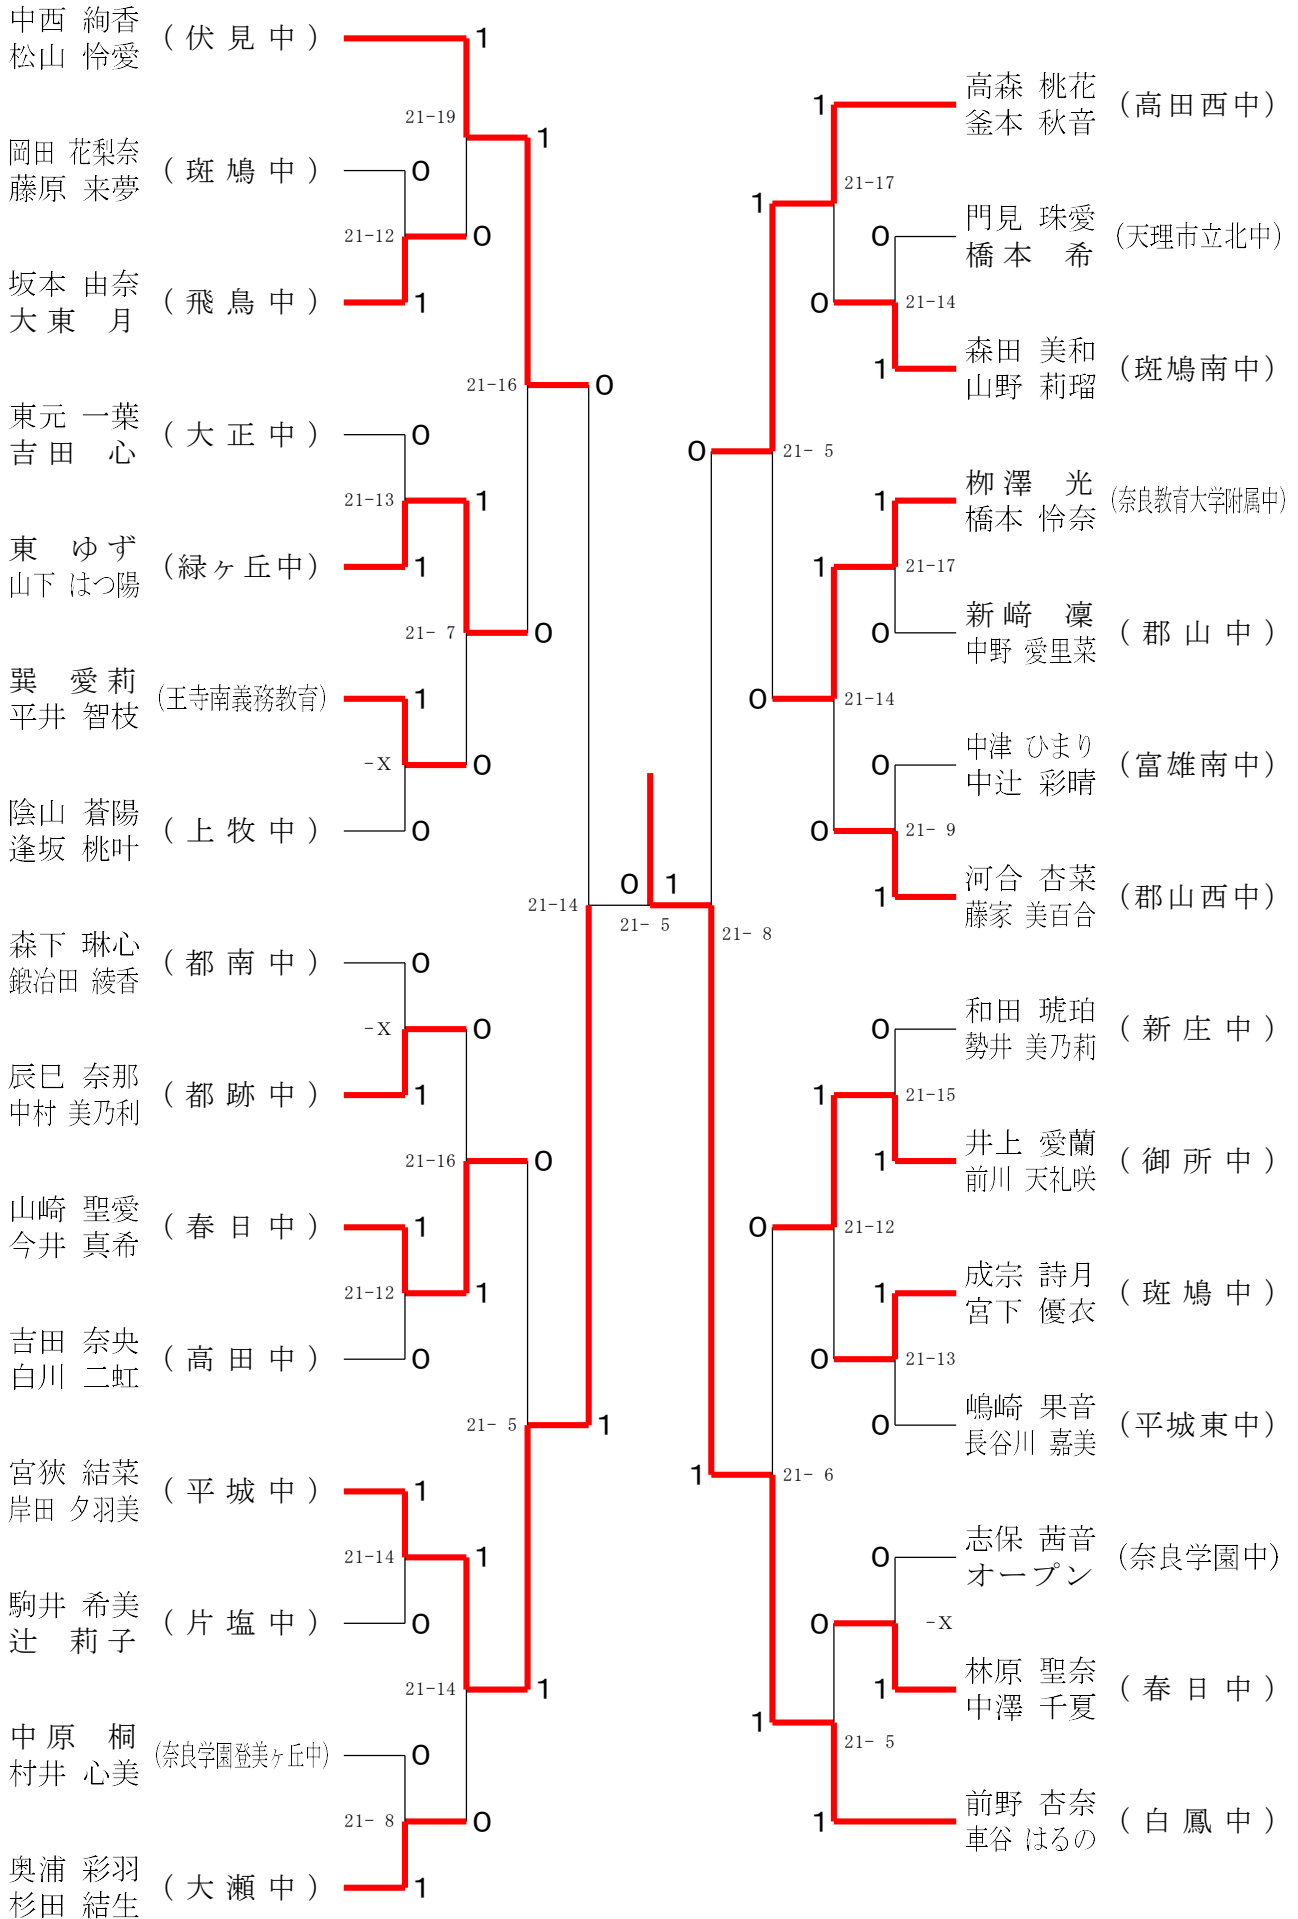 中西 絢香
松山 怜愛
(伏見中)
1
21-19
1
岡田 花梨奈
藤原 来夢
(斑鳩中)
0
21-12
0
坂本 由奈
大東 月
(飛鳥中)
1
21-16
0
東元 一葉
吉田 心
(大正中)
0
21-13
1
東 ゆず
山下 はつ陽
(緑ヶ丘中)
1
21- 7
0
巽 愛莉
平井 智枝
(王寺南義務教育)
1
-X
0
陰山 蒼陽
逢坂 桃叶
(上牧中)
0
21-14
森下 琳心
鍛冶田 綾香
(都南中)
0
-X
0
辰巳 奈那
中村 美乃利
(都跡中)
1
21-16
0
山崎 聖愛
今井 真希
(春日中)
1
21-12
1
吉田 奈央
白川 二虹
(高田中)
0
21- 5
1
宮狹 結菜
岸田 夕羽美
(平城中)
1
21-14
1
駒井 希美
辻 莉子
(片塩中)
0
21-14
1
中原 桐
村井 心美
(奈良学園登美ヶ丘中)
0
21- 8
0
奥浦 彩羽
杉田 結生
(大瀬中)
1
0 1
21- 5
高森 桃花
釜本 秋音
(高田西中)
1
21-17
1
門見 珠愛
橋本 希
(天理市立北中)
0
21-14
0
森田 美和
山野 莉瑠
(斑鳩南中)
1
21- 5
0
栁澤 光
橋本 怜奈
(奈良教育大学附属中)
1
21-17
1
新﨑 凜
中野 愛里菜
(郡山中)
0
21-14
0
中津 ひまり
中辻 彩晴
(富雄南中)
0
21- 9
0
河合 杏菜
藤家 美百合
(郡山西中)
1
21- 8
和田 琥珀
勢井 美乃莉
(新庄中)
0
21-15
1
井上 愛蘭
前川 天礼咲
(御所中)
1
21-12
0
成宗 詩月
宮下 優衣
(斑鳩中)
1
21-13
0
嶋崎 果音
長谷川 嘉美
(平城東中)
0
21- 6
1
志保 茜音
オープン
(奈良学園中)
0
-X
0
林原 聖奈
中澤 千夏
(春日中)
1
21- 5
1
前野 杏奈
車谷 はるの
(白鳳中)
1